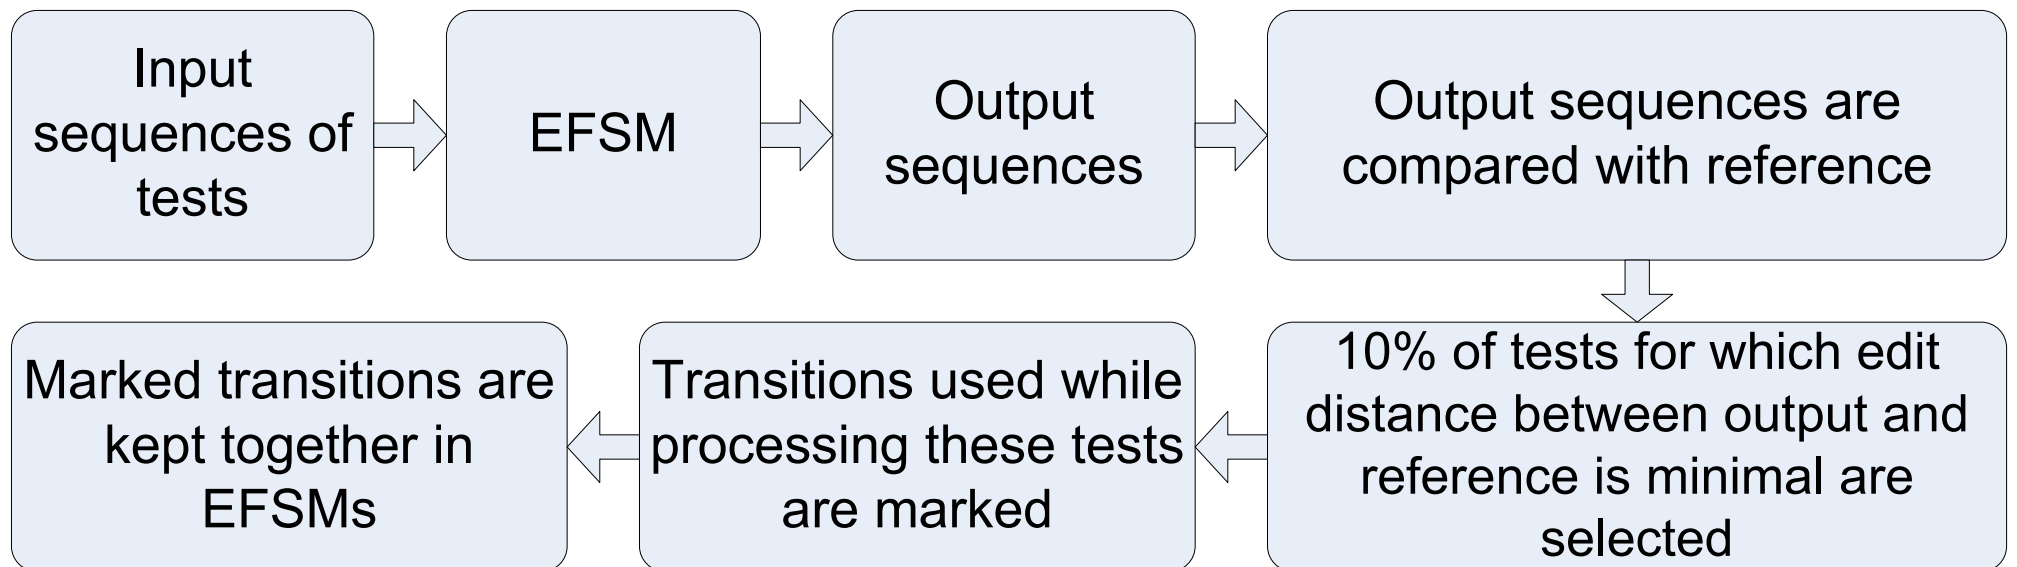 Input
sequences of
tests
EFSM
Output
sequences
Output sequences are
compared with reference
10% of tests for which edit
distance between output and
reference is minimal are
selected
Transitions used while
processing these tests
are marked
Marked transitions are
kept together in
EFSMs